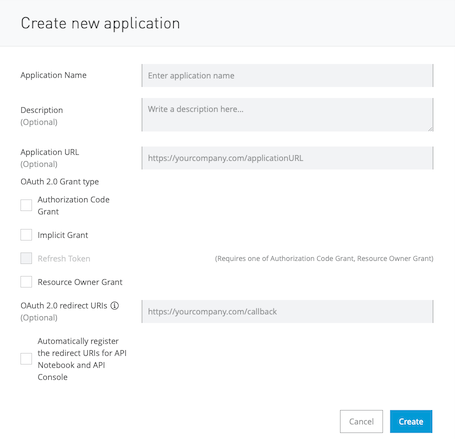 Create new application
Application Name
Enter application name
Description
(Optional)
Write a description here...
Application URL
(Optional)
https://yourcompany.com/applicationURL
OAuth 2.0 Grant type
Authorization Code
Grant
Implicit Grant
Refresh Token
(Requires one of Authorization Code Grant, Resource Owner Grant)
Resource Owner Grant
OAuth 2.0 redirect URIs
(Optional)
https://yourcompany.com/callback
Automatically register
the redirect URIs for API
Notebook and API
Console
Cancel
Create